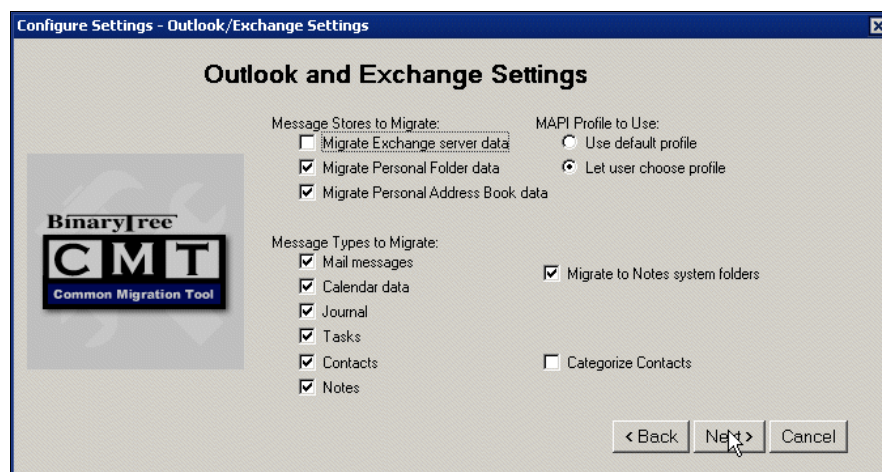 Configure Settings - Outlook/Exchange Settings
Outlook and Exchange Settings
Message Stores to Migrate:
Migrate Exchange server data
Migrate Personal Folder data
Migrate Personal Address Book data
MAPI Profile to Use:
Use default profile
Let user choose profile
BinaryTree
CMT
Common Migration Tool
Message Types to Migrate:
Mail messages
Calendar data
Journal
Tasks
Contacts
Notes
Migrate to Notes system folders
Categorize Contacts
< Back
Next >
Cancel